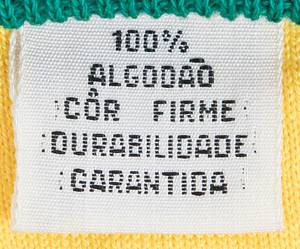 100%
ALGODÃO
CÔR FIRME
DURABILIDADE
GARANTIDA